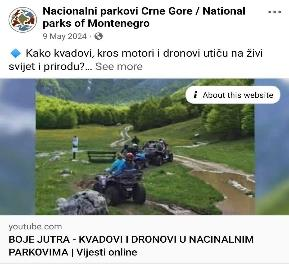 Nacionalni parkovi Crne Gore / National
parks of Montenegro
9 May 2024 ·
Kako kvadovi, kros motori i dronovi utiču na živi
svijet i prirodu?... See more
i About this website
youtube.com
BOJE JUTRA - KVADOVI I DRONOVI U NACINALNIM
PARKOVIMA | Vijesti online